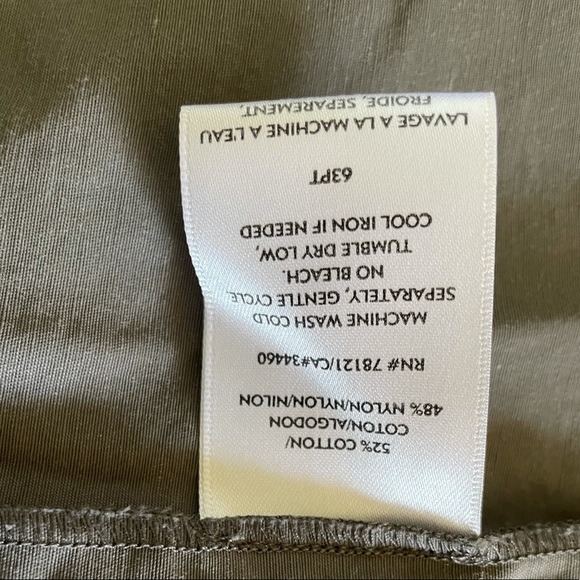 52% COTTON/
COTON/ALGODON
48% NYLON/NYLON/NILON
RN# 78121/CA#34460
MACHINE WASH COLD
SEPARATELY, GENTLE CYCLE
NO BLEACH.
TUMBLE DRY LOW,
COOL IRON IF NEEDED
63PT
LAVAGE A LA MACHINE A L'EAU
FROIDE, SEPAREMENT,